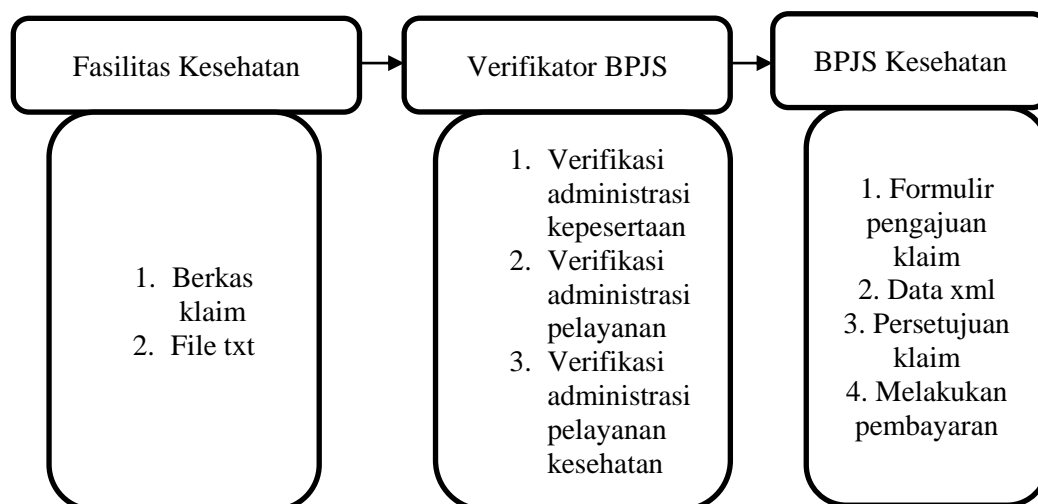 Fasilitas Kesehatan
Verifikator BPJS
BPJS Kesehatan
1. Berkas
klaim
2. File txt
1. Verifikasi
administrasi
kepesertaan
2. Verifikasi
administrasi
pelayanan
3. Verifikasi
administrasi
pelayanan
kesehatan
1. Formulir
pengajuan
klaim
2. Data xml
3. Persetujuan
klaim
4. Melakukan
pembayaran